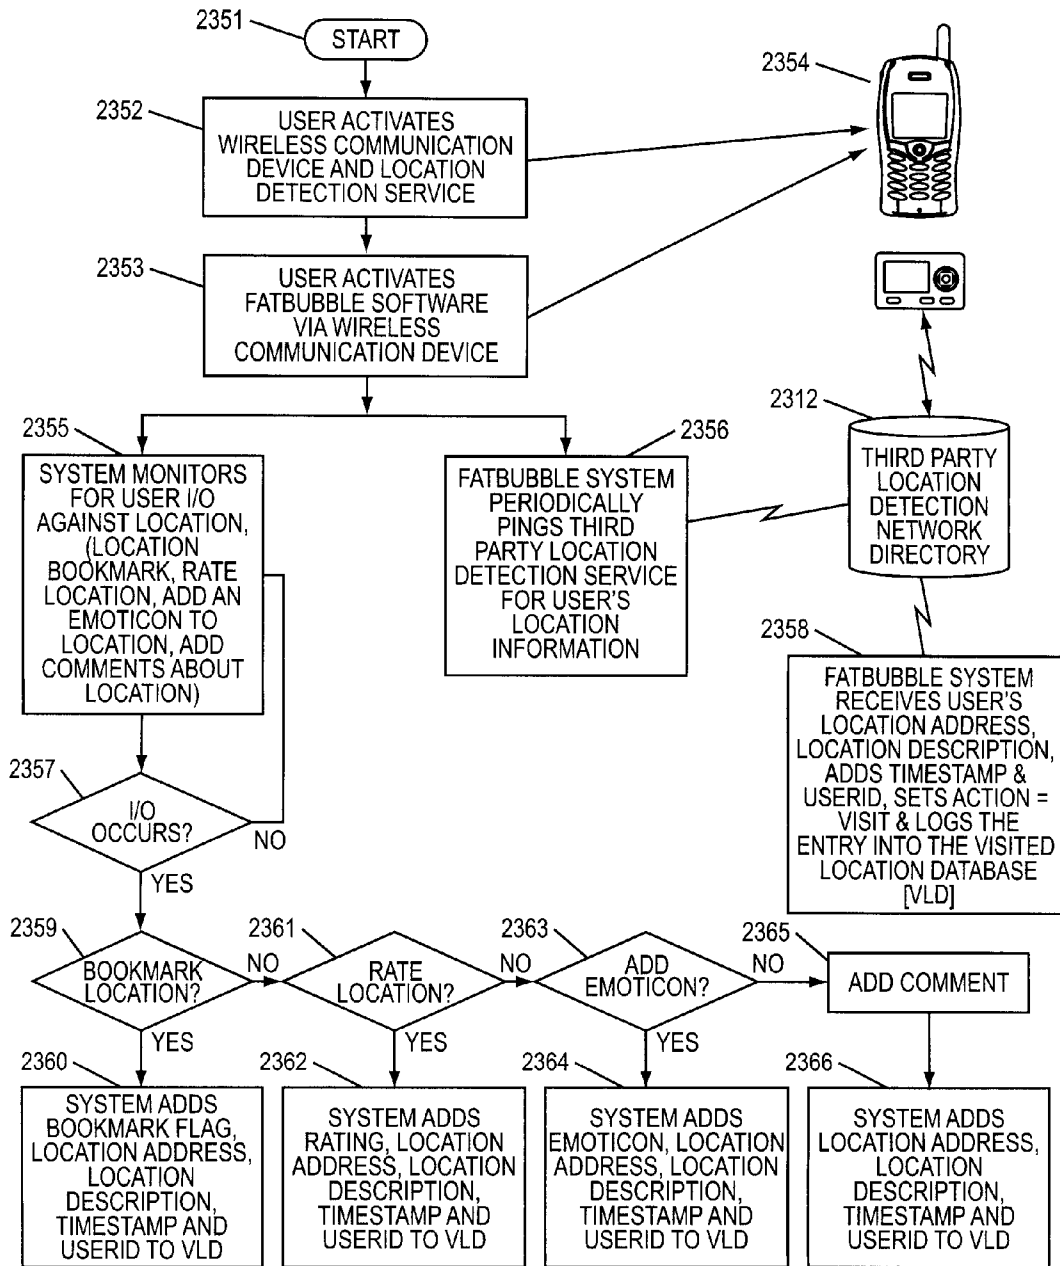 2351
START
2352
USER ACTIVATES
WIRELESS COMMUNICATION
DEVICE AND LOCATION
DETECTION SERVICE
2354
2353
USER ACTIVATES
FATBUBBLE SOFTWARE
VIA WIRELESS
COMMUNICATION DEVICE
2355
SYSTEM MONITORS
FOR USER I/O
AGAINST LOCATION,
(LOCATION
BOOKMARK, RATE
LOCATION, ADD AN
EMOTICON TO
LOCATION, ADD
COMMENTS ABOUT
LOCATION)
2356
FATBUBBLE SYSTEM
PERIODICALLY
PINGS THIRD
PARTY LOCATION
DETECTION SERVICE
FOR USER'S
LOCATION
INFORMATION
2312
THIRD PARTY
LOCATION
DETECTION
NETWORK
DIRECTORY
2358
FATBUBBLE SYSTEM
RECEIVES USER'S
LOCATION ADDRESS,
LOCATION DESCRIPTION,
ADDS TIMESTAMP &
USERID, SETS ACTION =
VISIT & LOGS THE
ENTRY INTO THE VISITED
LOCATION DATABASE
[VLD]
2357
I/O
OCCURS?
NO
YES
2359
BOOKMARK
LOCATION?
NO
YES
2361
RATE
LOCATION?
NO
YES
2363
ADD
EMOTICON?
NO
YES
2365
ADD COMMENT
2360
SYSTEM ADDS
BOOKMARK FLAG,
LOCATION ADDRESS,
LOCATION
DESCRIPTION,
TIMESTAMP AND
USERID TO VLD
2362
SYSTEM ADDS
RATING, LOCATION
ADDRESS, LOCATION
DESCRIPTION,
TIMESTAMP AND
USERID TO VLD
2364
SYSTEM ADDS
EMOTICON, LOCATION
ADDRESS, LOCATION
DESCRIPTION,
TIMESTAMP AND
USERID TO VLD
2366
SYSTEM ADDS
LOCATION ADDRESS,
LOCATION
DESCRIPTION,
TIMESTAMP AND
USERID TO VLD